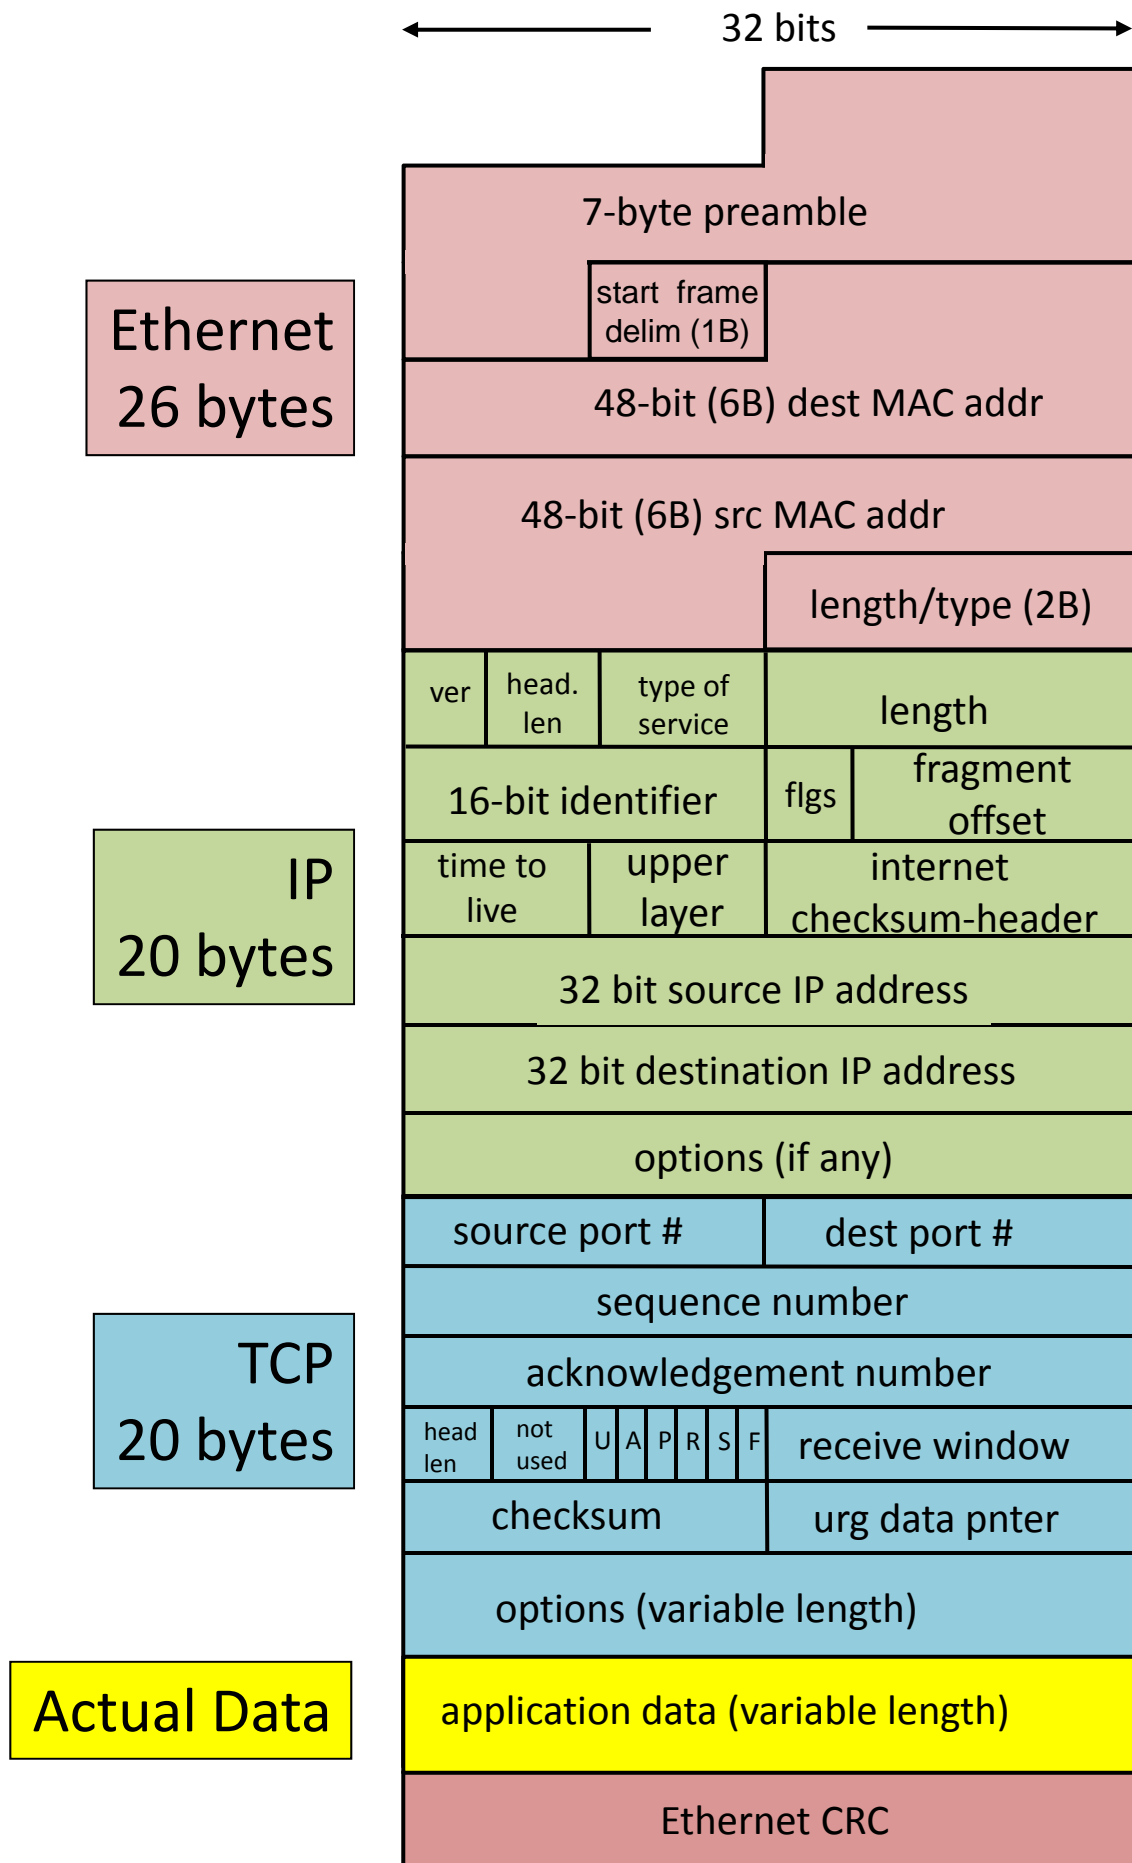 32 bits
7-byte preamble
start frame
delim (1B)
Ethernet
26 bytes
48-bit (6B) dest MAC addr
48-bit (6B) src MAC addr
length/type (2B)
ver
head.
len
type of
service
length
16-bit identifier
flgs
fragment
offset
IP
20 bytes
time to
live
upper
layer
internet
checksum-header
32 bit source IP address
32 bit destination IP address
options (if any)
source port #
dest port #
sequence number
TCP
20 bytes
acknowledgement number
head
len
not
used
U
A
P
R
S
F
receive window
checksum
urg data pnter
options (variable length)
Actual Data
application data (variable length)
Ethernet CRC